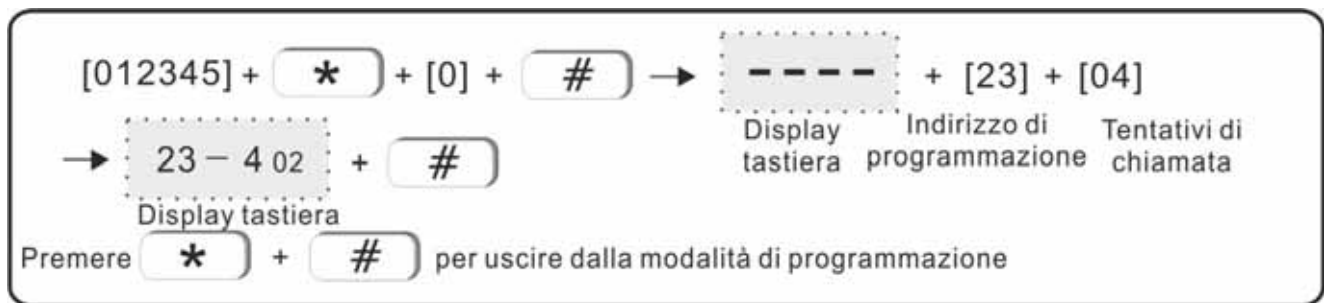 [012345] + * + [0] + # → ---- + [23] + [04]
Display tastiera Indirizzo di programmazione Tentativi di chiamata
→ 23 – 4 02 + #
Display tastiera
Premere * + # per uscire dalla modalità di programmazione